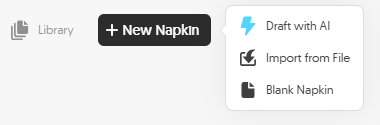 Library
+ New Napkin
Draft with AI
Import from File
Blank Napkin